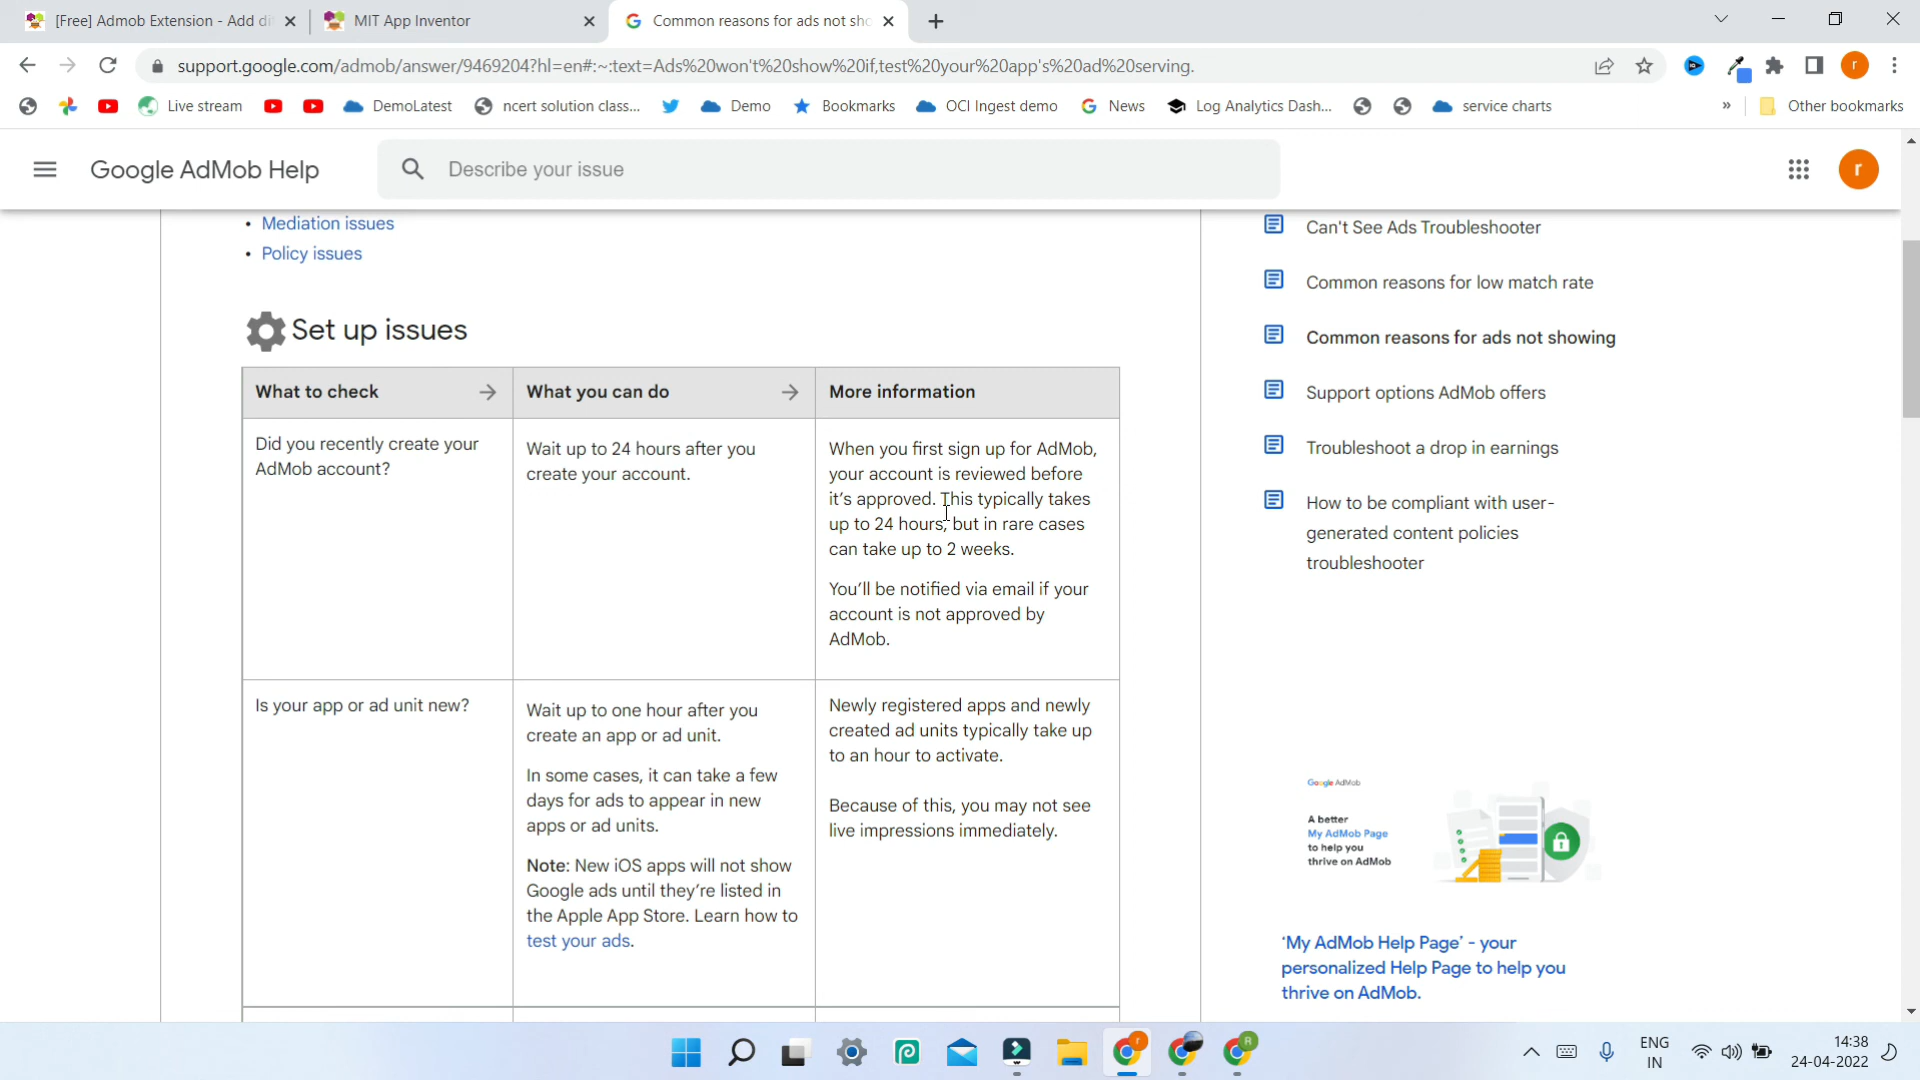 [Free] Admob Extension - Add di
MIT App Inventor
Common reasons for ads not sho
support.google.com/admob/answer/9469204?hl=en#:~:text=Ads%20won't%20show%20if,test%20your%20app's%20ad%20serving.
r
Live stream
DemoLatest
ncert solution class...
Demo
Bookmarks
OCI Ingest demo
News
Log Analytics Dash...
service charts
»
Other bookmarks
Google AdMob Help
Describe your issue
r
• Mediation issues
• Policy issues
Can't See Ads Troubleshooter
Common reasons for low match rate
Common reasons for ads not showing
Support options AdMob offers
Troubleshoot a drop in earnings
How to be compliant with user-
generated content policies
troubleshooter
Set up issues
What to check
What you can do
More information
Did you recently create your
AdMob account?
Wait up to 24 hours after you
create your account.
When you first sign up for AdMob,
your account is reviewed before
it's approved. This typically takes
up to 24 hours, but in rare cases
can take up to 2 weeks.
You'll be notified via email if your
account is not approved by
AdMob.
Is your app or ad unit new?
Wait up to one hour after you
create an app or ad unit.
In some cases, it can take a few
days for ads to appear in new
apps or ad units.
Note: New iOS apps will not show
Google ads until they're listed in
the Apple App Store. Learn how to
test your ads.
Newly registered apps and newly
created ad units typically take up
to an hour to activate.
Because of this, you may not see
live impressions immediately.
Google AdMob
A better
My AdMob Page
to help you
thrive on AdMob
'My AdMob Help Page' - your
personalized Help Page to help you
thrive on AdMob.
ENG
IN
14:38
24-04-2022